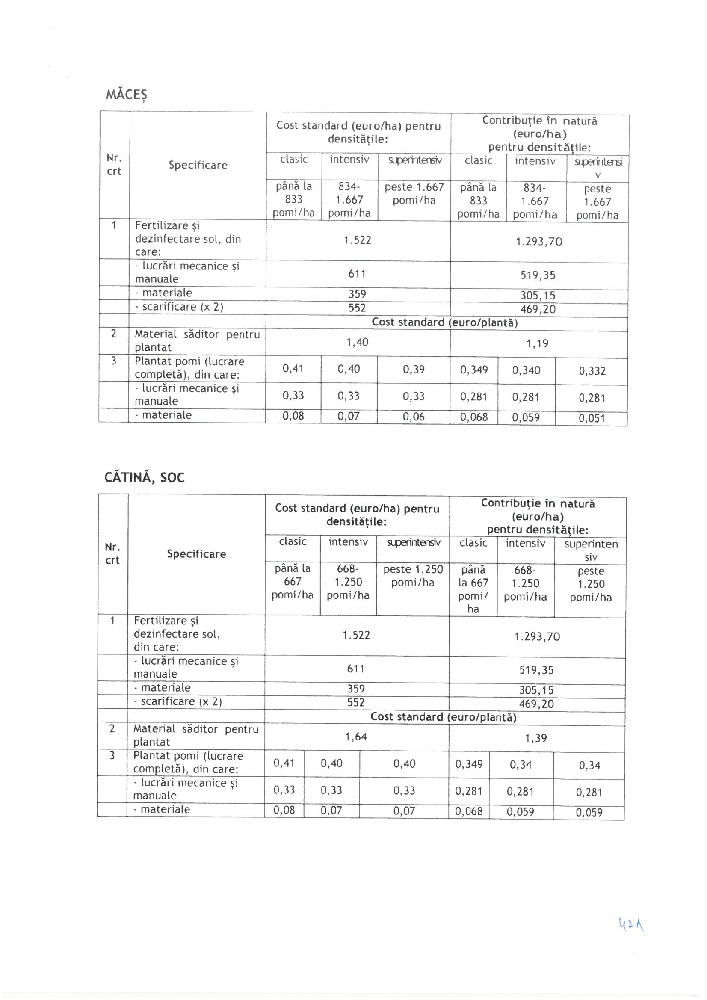 MĂCEȘ
Nr. crt
Specificare
Cost standard (euro/ha) pentru
densitățile:
Contribuție în natură
(euro/ha)
pentru densitățile:
clasic intensiv superintensiv clasic intensiv superintensi
v
până la 834- peste 1.667 până la 834- peste
833 1.667 pomi/ha 833 1.667 1.667
pomi/ha pomi/ha pomi/ha pomi/ha pomi/ha
1 Fertilizare și
dezinfectare sol, din 1.522 1.293,70
care:
- lucrări mecanice și
manuale 611 519,35
- materiale 359 305,15
- scarificare (x 2) 552 469,20
Cost standard (euro/plantă)
2 Material săditor pentru
plantat 1,40 1,19
3 Plantat pomi (lucrare
completă), din care: 0,41 0,40 0,39 0,349 0,340 0,332
- lucrări mecanice și
manuale 0,33 0,33 0,33 0,281 0,281 0,281
- materiale 0,08 0,07 0,06 0,068 0,059 0,051
CĂTINĂ, SOC
Nr. crt
Specificare
Cost standard (euro/ha) pentru
densitățile:
Contribuție în natură
(euro/ha)
pentru densitățile:
clasic intensiv superintensiv clasic intensiv superinten
siv
până la 668- peste 1.250 până 668- peste
667 1.250 pomi/ha la 667 1.250 1.250
pomi/ha pomi/ha pomi/ pomi/ha pomi/ha
ha
1 Fertilizare și
dezinfectare sol, 1.522 1.293,70
din care:
- lucrări mecanice și
manuale 611 519,35
- materiale 359 305,15
- scarificare (x 2) 552 469,20
Cost standard (euro/plantă)
2 Material săditor pentru
plantat 1,64 1,39
3 Plantat pomi (lucrare
completă), din care: 0,41 0,40 0,40 0,349 0,34 0,34
- lucrări mecanice și
manuale 0,33 0,33 0,33 0,281 0,281 0,281
- materiale 0,08 0,07 0,07 0,068 0,059 0,059
421